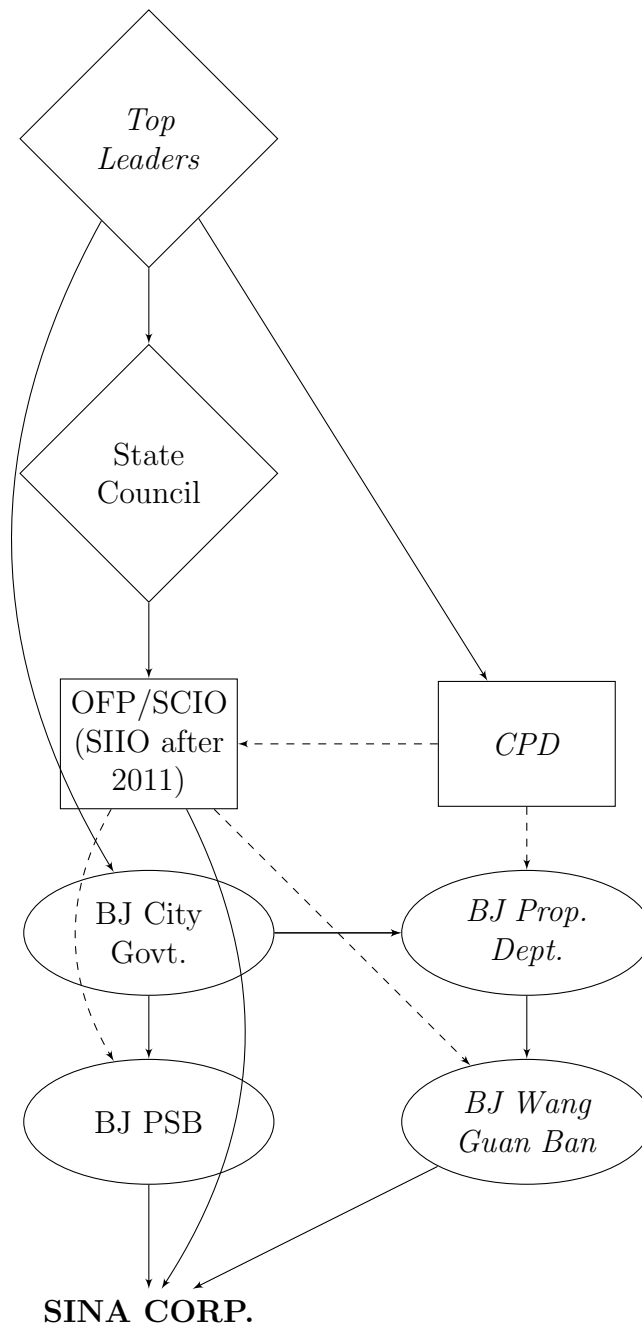 Top
Leaders
State
Council
OFP/SCIO
(SIIO after
2011)
CPD
BJ City
Govt.
BJ Prop.
Dept.
BJ PSB
BJ Wang
Guan Ban
SINA CORP.